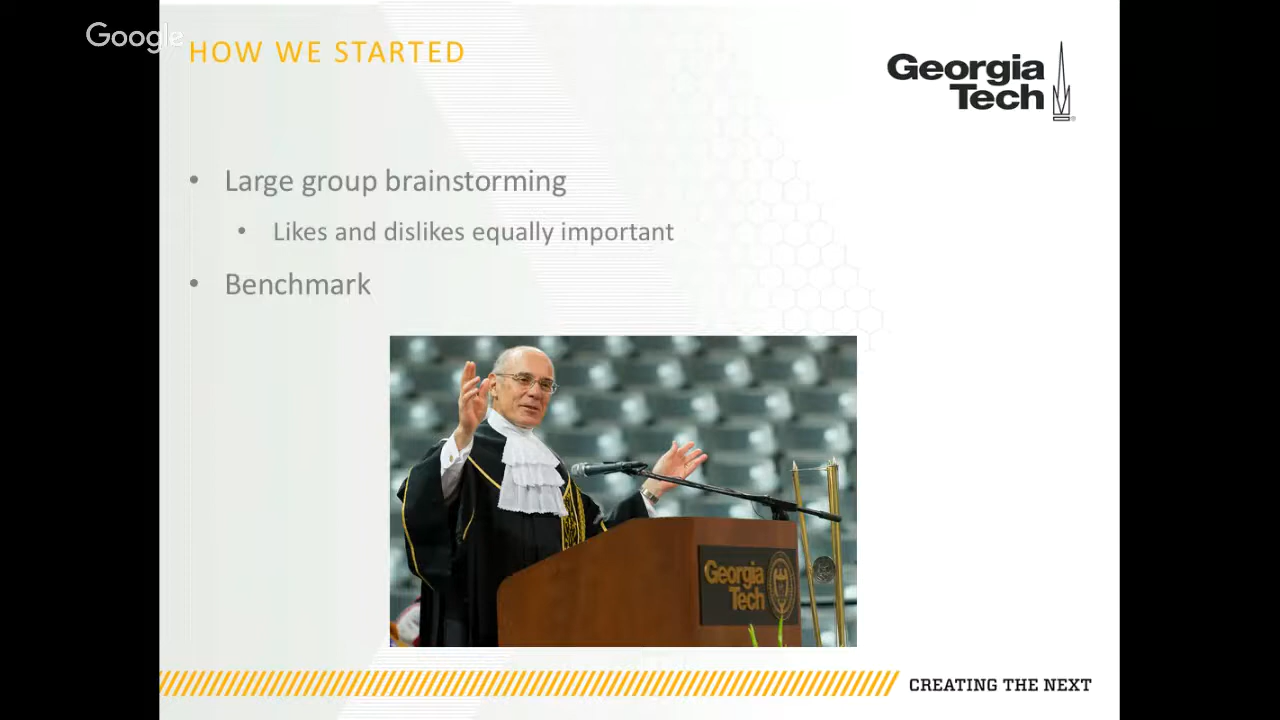 Google
HOW WE STARTED
Georgia
Tech
• Large group brainstorming
• Likes and dislikes equally important
• Benchmark
Georgia
Tech
CREATING THE NEXT